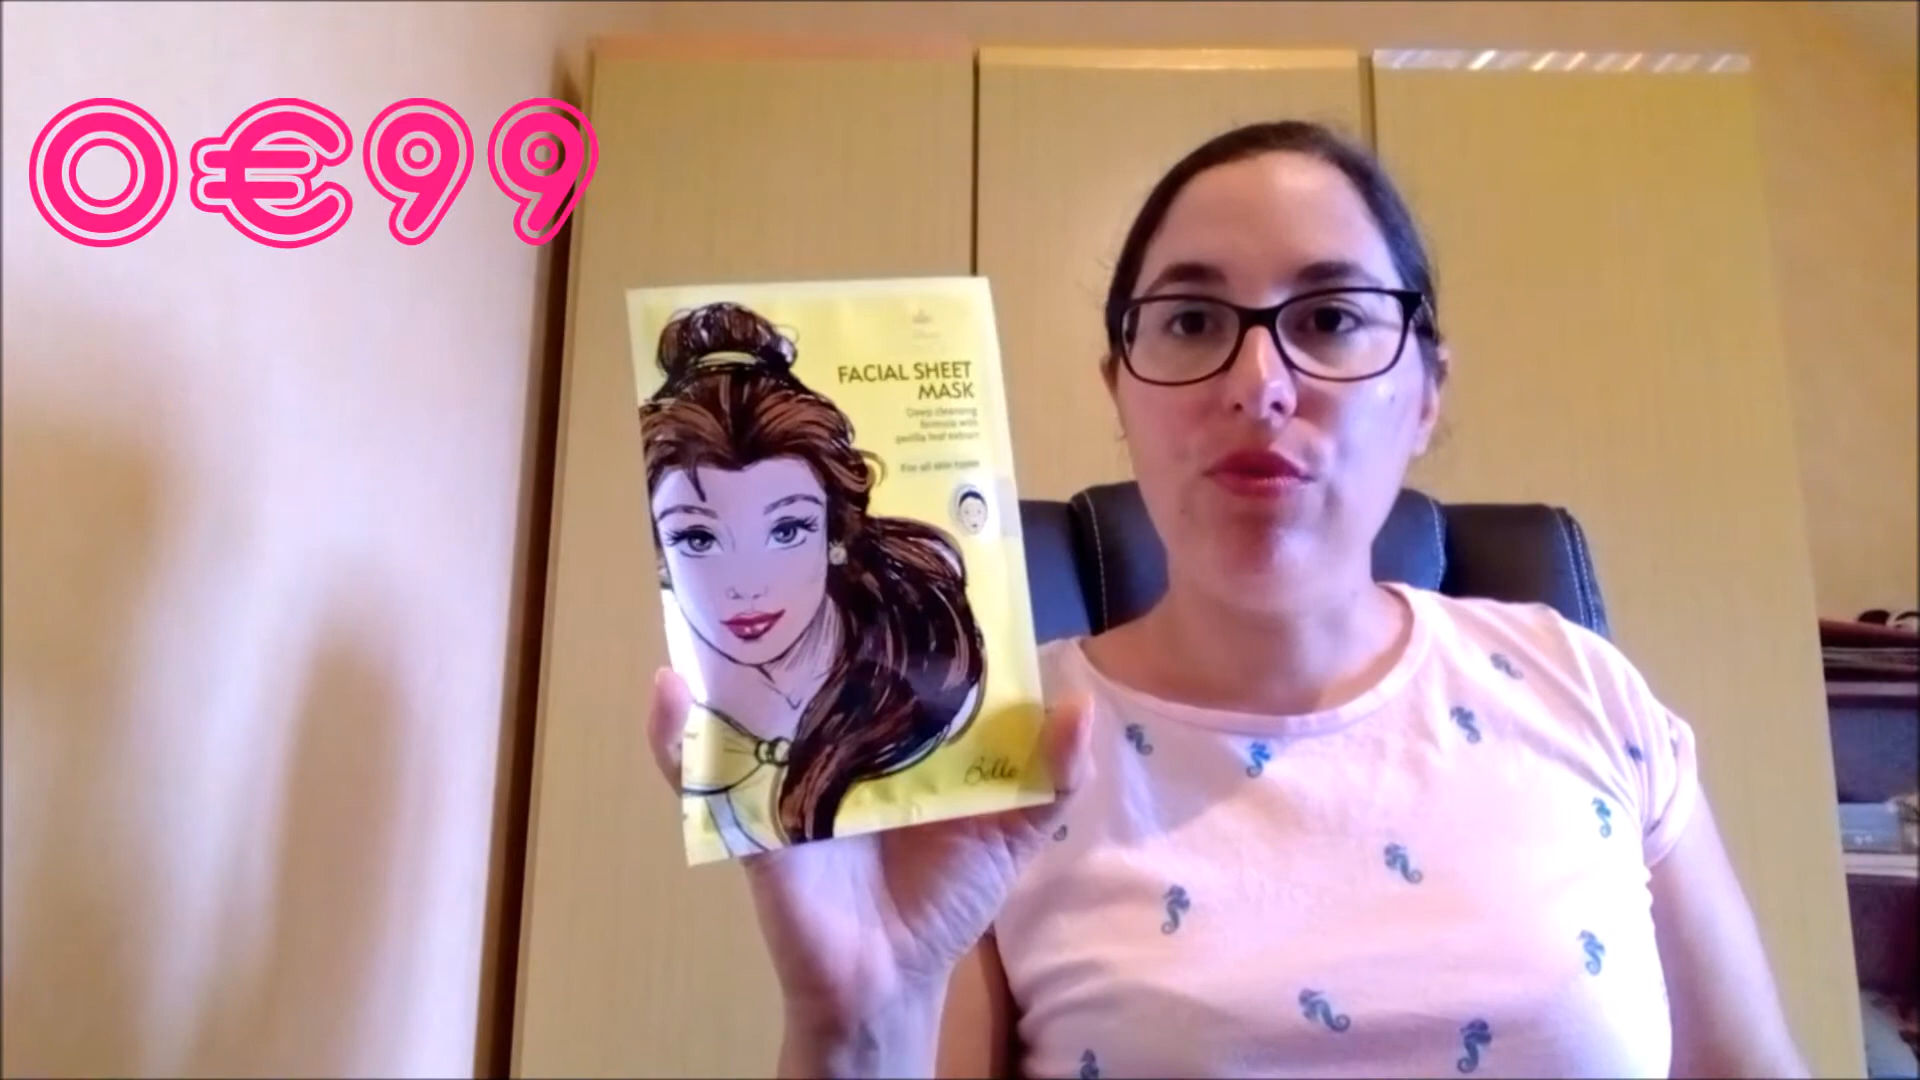 0€99
FACIAL SHEET
MASK
Deep cleansing
formula with
perilla leaf extract
For all skin types
Belle